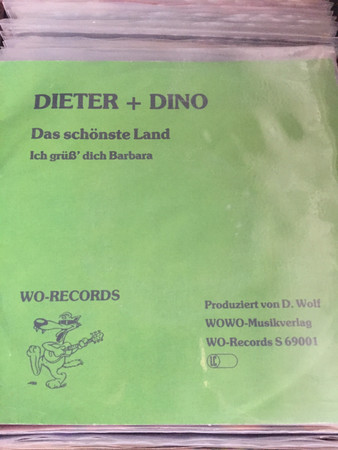 DIETER + DINO
Das schönste Land
Ich grüß' dich Barbara
WO-RECORDS
Produziert von D. Wolf
WOWO-Musikverlag
WO-Records S 69001